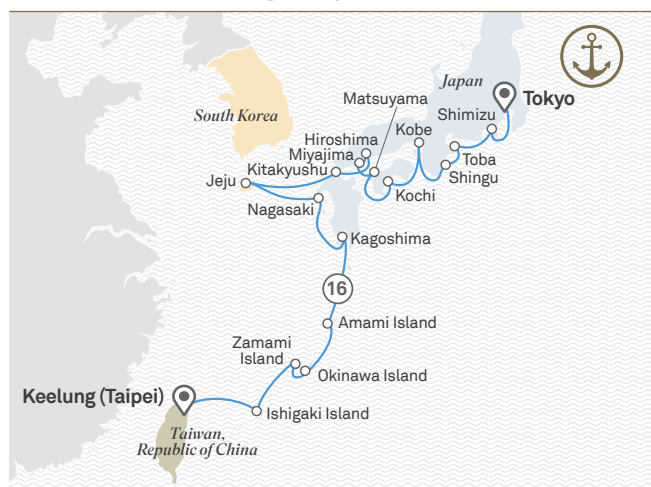 Japan
Tokyo
Matsuyama
Shimizu
South Korea
Hiroshima
Kobe
Miyajima
Toba
Kitakyushu
Shingu
Jeju
Kochi
Nagasaki
Kagoshima
16
Amami Island
Zamami
Island
Okinawa Island
Keelung (Taipei)
Ishigaki Island
Taiwan,
Republic of China